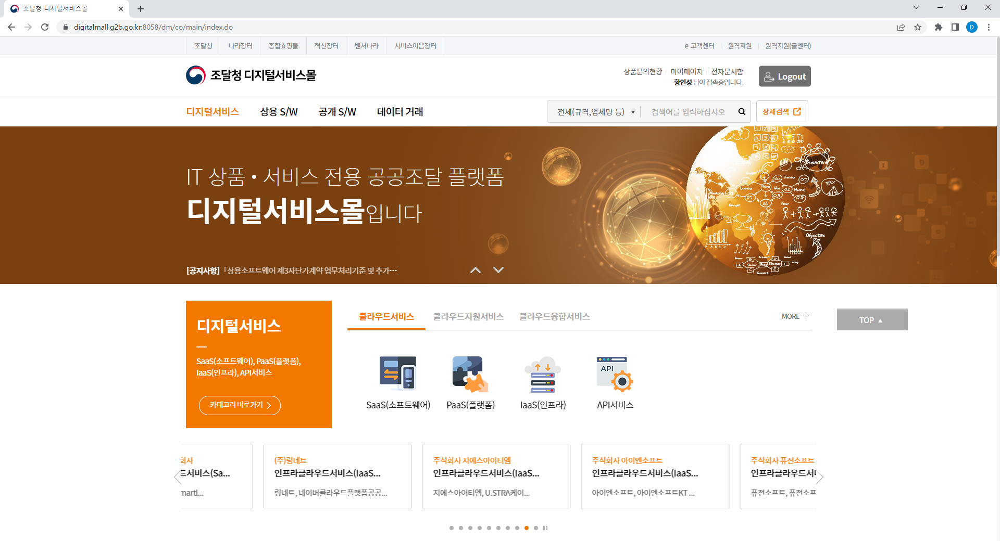 조달청 디지털서비스몰
digitalmall.g2b.go.kr:8058/dm/co/main/index.do
D
조달청 나라장터 종합쇼핑몰 혁신장터 벤처나라 서비스이음장터 e-고객센터 원격지원 원격지원(콜센터)
조달청 디지털서비스몰
상품문의현황 마이페이지 전자문서함
황인성 님이 접속중입니다.
Logout
디지털서비스 상용 S/W 공개 S/W 데이터 거래
전체(규격,업체명 등) 검색어를 입력하십시오 상세검색
IT 상품 • 서비스 전용 공공조달 플랫폼
디지털서비스몰입니다
[공지사항] 「상용소프트웨어 제3자단가계약 업무처리기준 및 추가…
Brainstorm
Training
Learning
Work
Idea
Meeting
Marketing
Concept
Power
Objective
Success
Brain
Education
Teamwork
디지털서비스
SaaS(소프트웨어), PaaS(플랫폼),
IaaS(인프라), API서비스
카테고리 바로가기
클라우드서비스 클라우드지원서비스 클라우드융합서비스 MORE +
TOP ▲
API
SaaS(소프트웨어) PaaS(플랫폼) IaaS(인프라) API서비스
회사
드서비스(Sa...
martI...
(주)링네트
인프라클라우드서비스(IaaS...
링네트, 네이버클라우드플랫폼공공...
주식회사 지에스아이티엠
인프라클라우드서비스(IaaS...
지에스아이티엠, U.STRA케이...
주식회사 아이엔소프트
인프라클라우드서비스(IaaS...
아이엔소프트, 아이엔소프트KT ...
주식회사 퓨전소프트
인프라클라우드서비
퓨전소프트, 퓨전소프